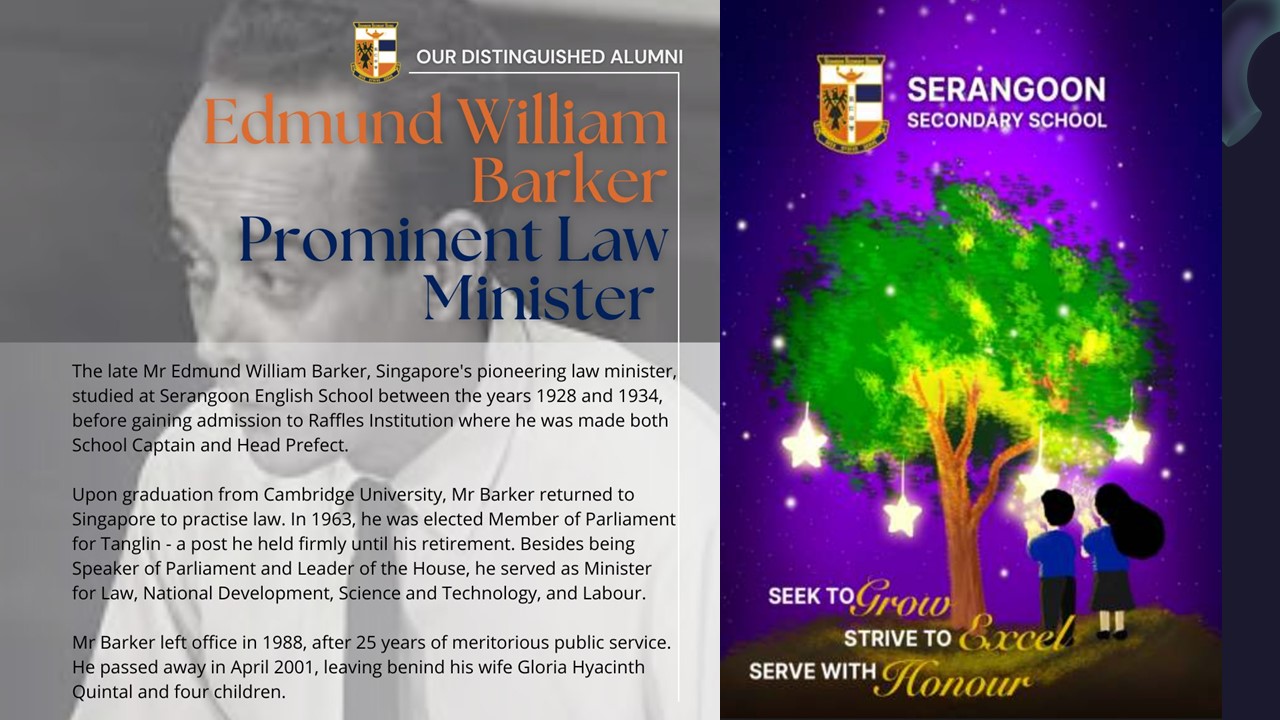 OUR DISTINGUISHED ALUMNI
Edmund William
Barker
Prominent Law
Minister
The late Mr Edmund William Barker, Singapore's pioneering law minister,
studied at Serangoon English School between the years 1928 and 1934,
before gaining admission to Raffles Institution where he was made both
School Captain and Head Prefect.
Upon graduation from Cambridge University, Mr Barker returned to
Singapore to practise law. In 1963, he was elected Member of Parliament
for Tanglin - a post he held firmly until his retirement. Besides being
Speaker of Parliament and Leader of the House, he served as Minister
for Law, National Development, Science and Technology, and Labour.
Mr Barker left office in 1988, after 25 years of meritorious public service.
He passed away in April 2001, leaving behind his wife Gloria Hyacinth
Quintal and four children.
SERANGOON
SECONDARY SCHOOL
SEEK TO Grow
STRIVE TO Excel
SERVE WITH Honour